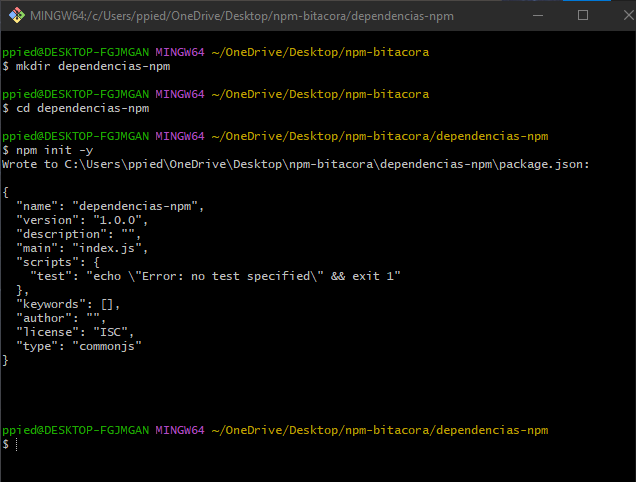 MINGW64:/c/Users/ppied/OneDrive/Desktop/npm-bitacora/dependencias-npm
ppied@DESKTOP-FGJMGAN MINGW64 ~/OneDrive/Desktop/npm-bitacora
$ mkdir dependencias-npm
ppied@DESKTOP-FGJMGAN MINGW64 ~/OneDrive/Desktop/npm-bitacora
$ cd dependencias-npm
ppied@DESKTOP-FGJMGAN MINGW64 ~/OneDrive/Desktop/npm-bitacora/dependencias-npm
$ npm init -y
Wrote to C:\Users\ppied\OneDrive\Desktop\npm-bitacora\dependencias-npm\package.json:
{
  "name": "dependencias-npm",
  "version": "1.0.0",
  "description": "",
  "main": "index.js",
  "scripts": {
    "test": "echo \"Error: no test specified\" && exit 1"
  },
  "keywords": [],
  "author": "",
  "license": "ISC",
  "type": "commonjs"
}
ppied@DESKTOP-FGJMGAN MINGW64 ~/OneDrive/Desktop/npm-bitacora/dependencias-npm
$